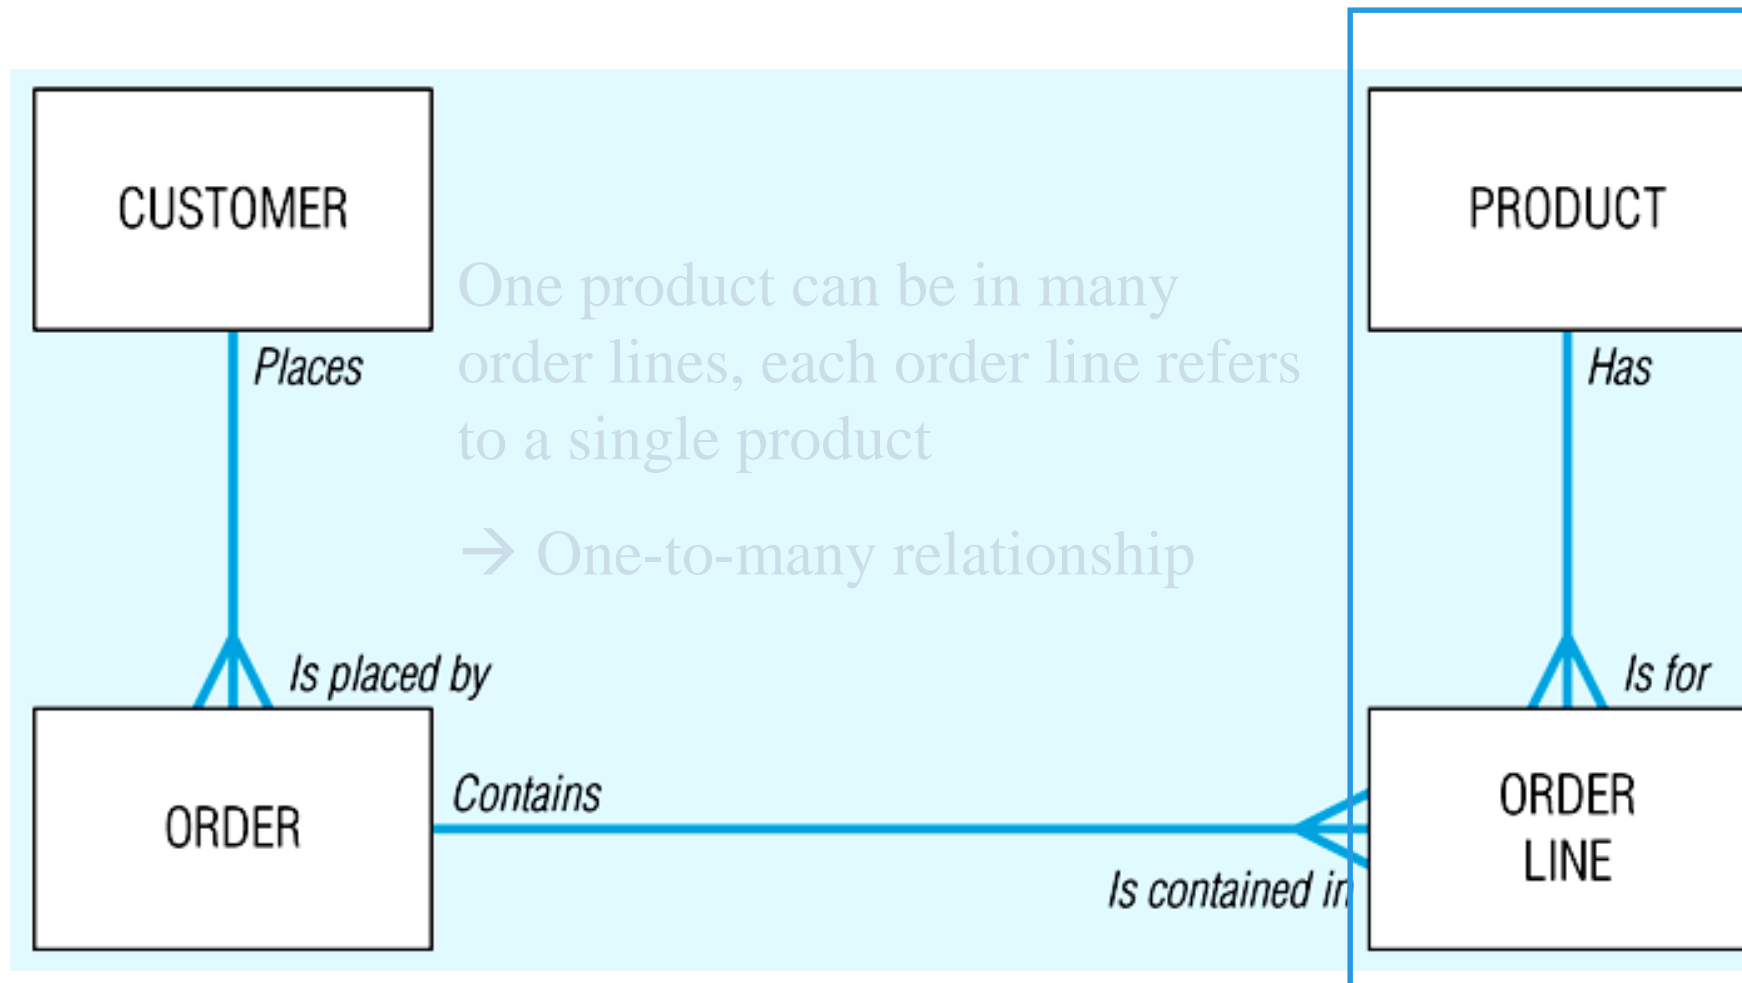 CUSTOMER
PRODUCT
One product can be in many
order lines, each order line refers
to a single product
→ One-to-many relationship
Places
Has
Is placed by
Is for
ORDER
Contains
Is contained in
ORDER
LINE